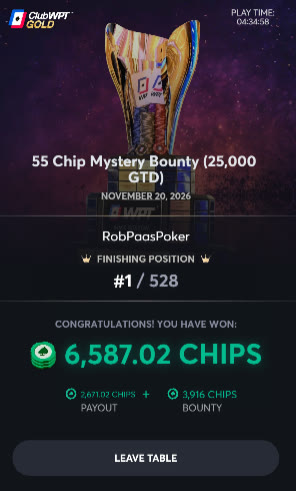 ClubWPT
GOLD
PLAY TIME:
04:34:58
55 Chip Mystery Bounty (25,000
GTD)
NOVEMBER 20, 2026
RobPaasPoker
FINISHING POSITION
#1 / 528
CONGRATULATIONS! YOU HAVE WON:
6,587.02 CHIPS
2,671.02 CHIPS +
PAYOUT
3,916 CHIPS
BOUNTY
LEAVE TABLE